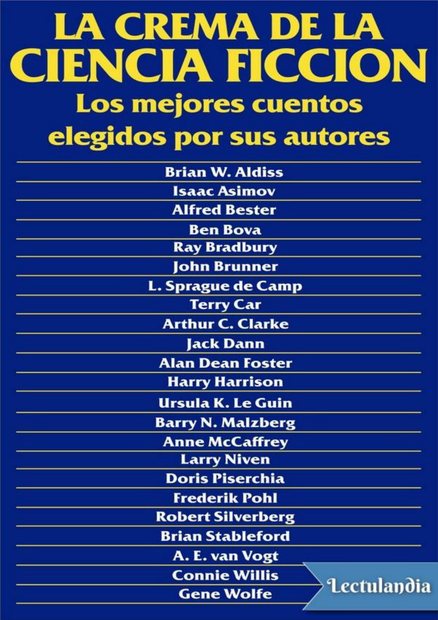 LA CREMA DE LA
CIENCIA FICCION
Los mejores cuentos
elegidos por sus autores
Brian W. Aldiss
Isaac Asimov
Alfred Bester
Ben Bova
Ray Bradbury
John Brunner
L. Sprague de Camp
Terry Car
Arthur C. Clarke
Jack Dann
Alan Dean Foster
Harry Harrison
Ursula K. Le Guin
Barry N. Malzberg
Anne McCaffrey
Larry Niven
Doris Piserchia
Frederik Pohl
Robert Silverberg
Brian Stableford
A. E. van Vogt
Connie Willis
Gene Wolfe
Lectulandia